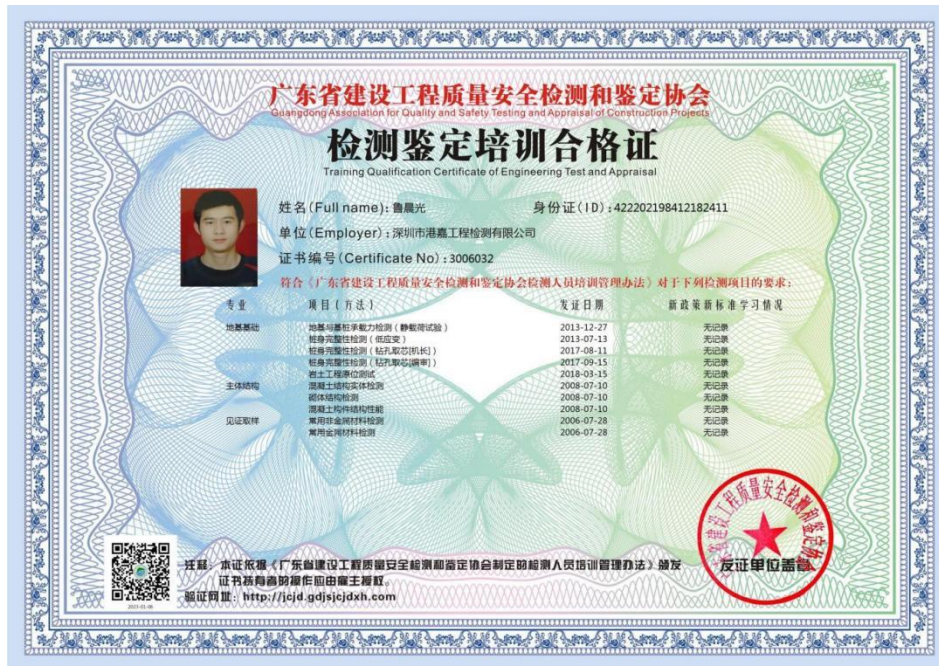 广东省建设工程质量安全检测和鉴定协会
Guangdong Association for Quality and Safety Testing and Appraisal of Construction Projects
检测鉴定培训合格证
Training Qualification Certificate of Engineering Test and Appraisal
姓名(Full name): 鲁晨光 身份证(ID): 422202198412182411
单位(Employer): 深圳市港嘉工程检测有限公司
证书编号(Certificate No): 3006032
符合《广东省建设工程质量安全检测和鉴定协会检测人员培训管理办法》对于下列检测项目的要求:
专业 项目(方法) 发证日期 新政策新标准学习情况
地基基础 地基与基桩承载力检测(静载荷试验) 2013-12-27 无记录
桩身完整性检测(低应变) 2013-07-13 无记录
桩身完整性检测(钻孔取芯[机长]) 2017-08-11 无记录
桩身完整性检测(钻孔取芯[编审]) 2017-09-15 无记录
岩土工程原位测试 2018-03-15 无记录
主体结构 混凝土结构实体检测 2008-07-10 无记录
砌体结构检测 2008-07-10 无记录
混凝土构件结构性能 2008-07-10 无记录
见证取样 常用非金属材料检测 2006-07-28 无记录
常用金属材料检测 2006-07-28 无记录
广东省建设工程质量安全检测和鉴定协会
发证单位盖章
注释: 本证依据《广东省建设工程质量安全检测和鉴定协会制定的检测人员培训管理办法》颁发
证书持有者的操作应由雇主授权
验证网址: http://jcjd.gdjsjcjdxh.com